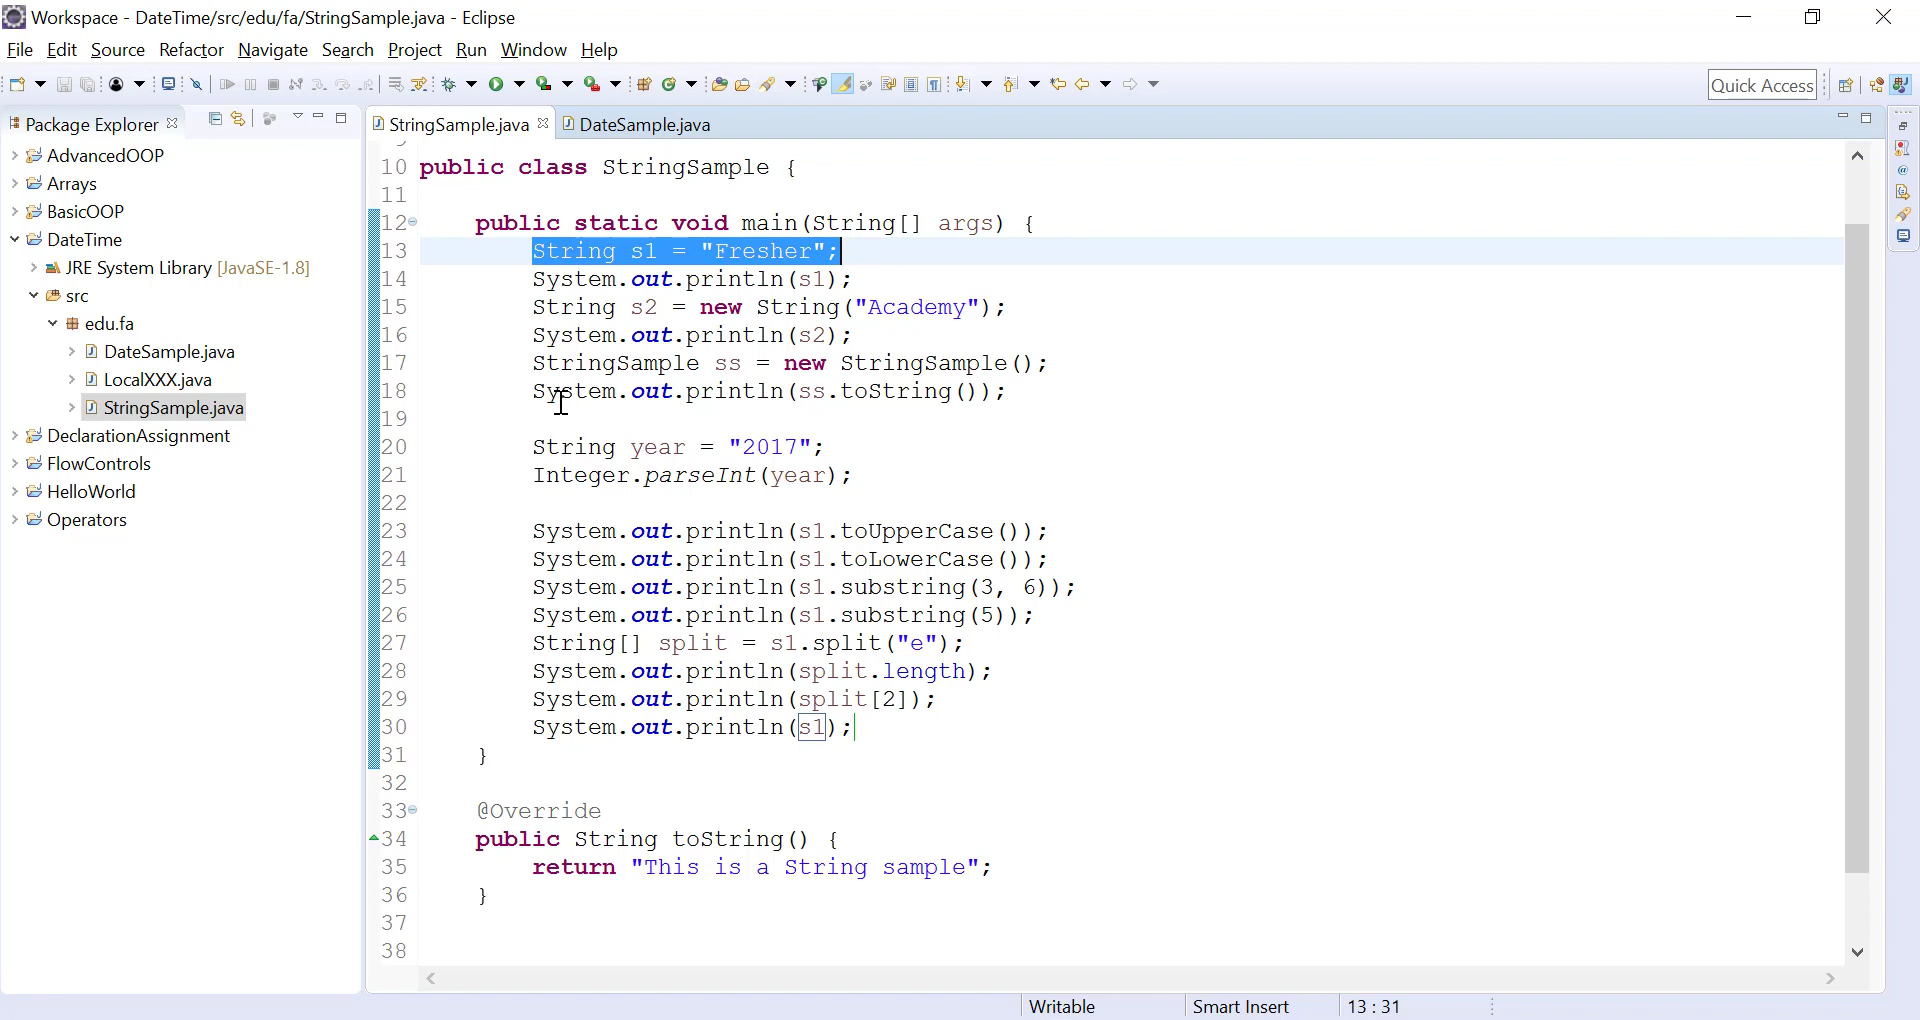 Workspace - DateTime/src/edu/fa/StringSample.java - Eclipse
File Edit Source Refactor Navigate Search Project Run Window Help
Quick Access
Package Explorer
AdvancedOOP
Arrays
BasicOOP
DateTime
JRE System Library [JavaSE-1.8]
src
edu.fa
DateSample.java
LocalXXX.java
StringSample.java
DeclarationAssignment
FlowControls
HelloWorld
Operators
StringSample.java DateSample.java
10 public class StringSample {
11
12 public static void main(String[] args) {
13 String s1 = "Fresher";
14 System.out.println(s1);
15 String s2 = new String("Academy");
16 System.out.println(s2);
17 StringSample ss = new StringSample();
18 System.out.println(ss.toString());
19
20 String year = "2017";
21 Integer.parseInt(year);
22
23 System.out.println(s1.toUpperCase());
24 System.out.println(s1.toLowerCase());
25 System.out.println(s1.substring(3, 6));
26 System.out.println(s1.substring(5));
27 String[] split = s1.split("e");
28 System.out.println(split.length);
29 System.out.println(split[2]);
30 System.out.println(s1);
31 }
32
33 @Override
34 public String toString() {
35 return "This is a String sample";
36 }
37
38
Writable Smart Insert 13 : 31